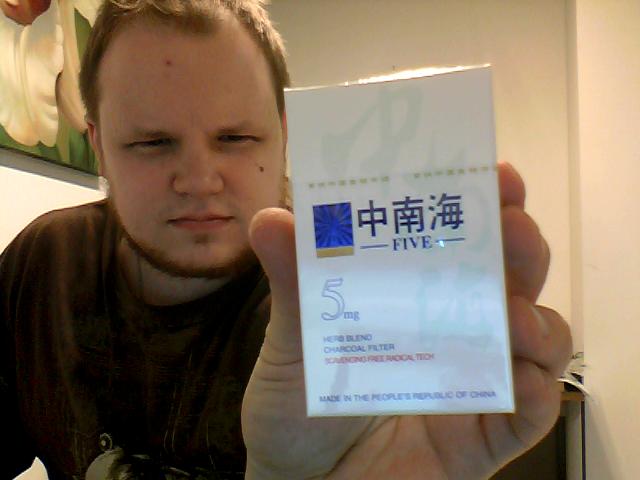 中南海
FIVE
5mg
HERB BLEND
CHARCOAL FILTER
SCAVENGING FREE RADICAL TECH
MADE IN THE PEOPLE'S REPUBLIC OF CHINA